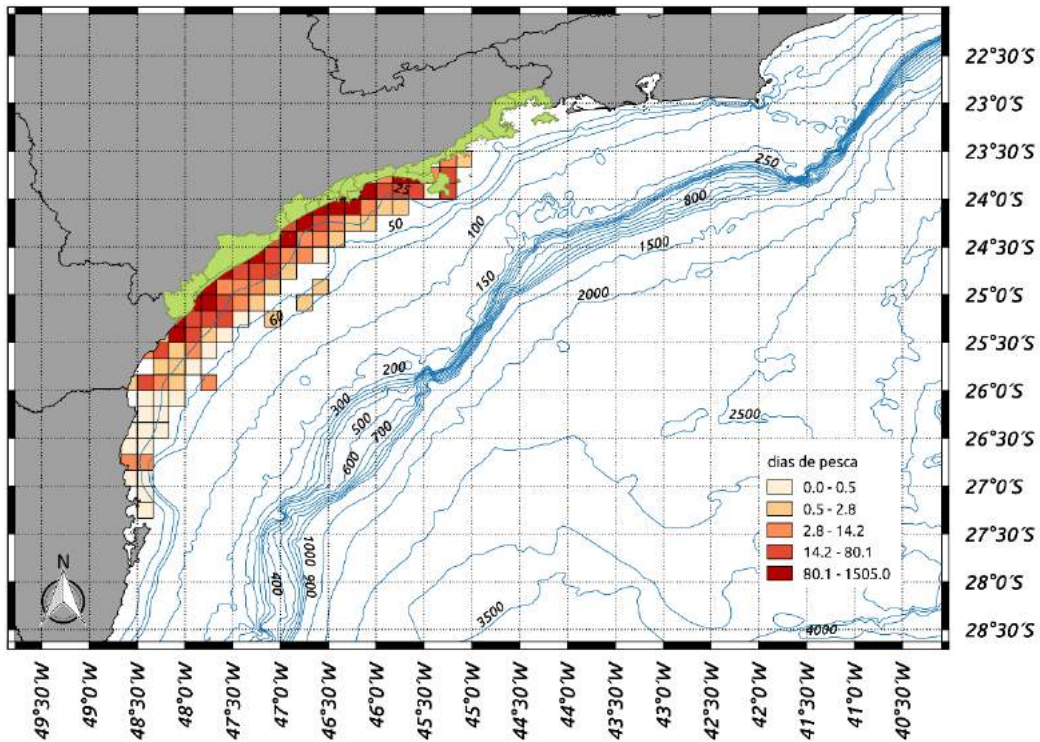 22°30'S
23°0'S
23°30'S
24°0'S
24°30'S
25°0'S
25°30'S
26°0'S
26°30'S
27°0'S
27°30'S
28°0'S
28°30'S
250
25
800
50
100
1500
150
2000
60
200
300
500
700
600
2500
1000
900
400
3500
4000
dias de pesca
0.0 - 0.5
0.5 - 2.8
2.8 - 14.2
14.2 - 80.1
80.1 - 1505.0
N
49°30'W
49°0'W
48°30'W
48°0'W
47°30'W
47°0'W
46°30'W
46°0'W
45°30'W
45°0'W
44°30'W
44°0'W
43°30'W
43°0'W
42°30'W
42°0'W
41°30'W
41°0'W
40°30'W